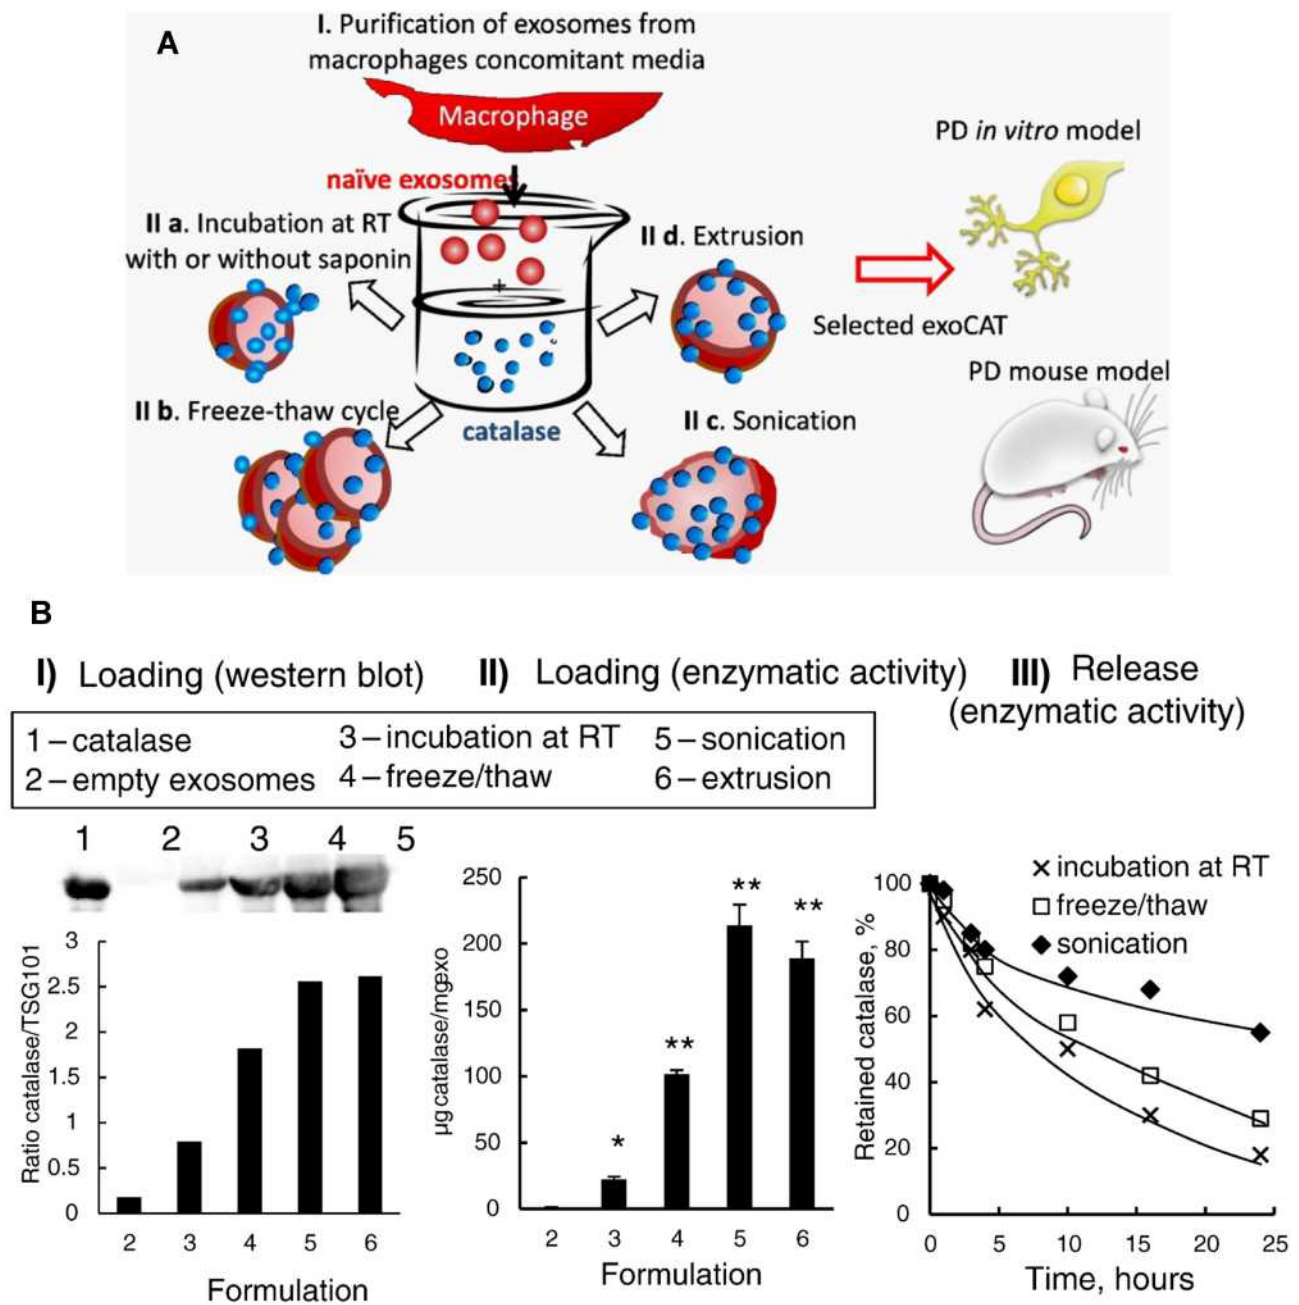 A
I. Purification of exosomes from
macrophages concomitant media
Macrophage
naïve exosomes
II a. Incubation at RT
with or without saponin
II d. Extrusion
+
Selected exoCAT
PD in vitro model
PD mouse model
II b. Freeze-thaw cycle
catalase
II c. Sonication
B
I) Loading (western blot)
II) Loading (enzymatic activity)
III) Release
(enzymatic activity)
1 – catalase
2 – empty exosomes
3 – incubation at RT
4 – freeze/thaw
5 – sonication
6 – extrusion
1 2 3 4 5
Ratio catalase/TSG101
3
2.5
2
1.5
1
0.5
0
2 3 4 5 6
Formulation
µg catalase/mgexo
250
200
150
100
50
0
* ** ** **
2 3 4 5 6
Formulation
Retained catalase, %
100
80
60
40
20
0
incubation at RT
freeze/thaw
sonication
0 5 10 15 20 25
Time, hours